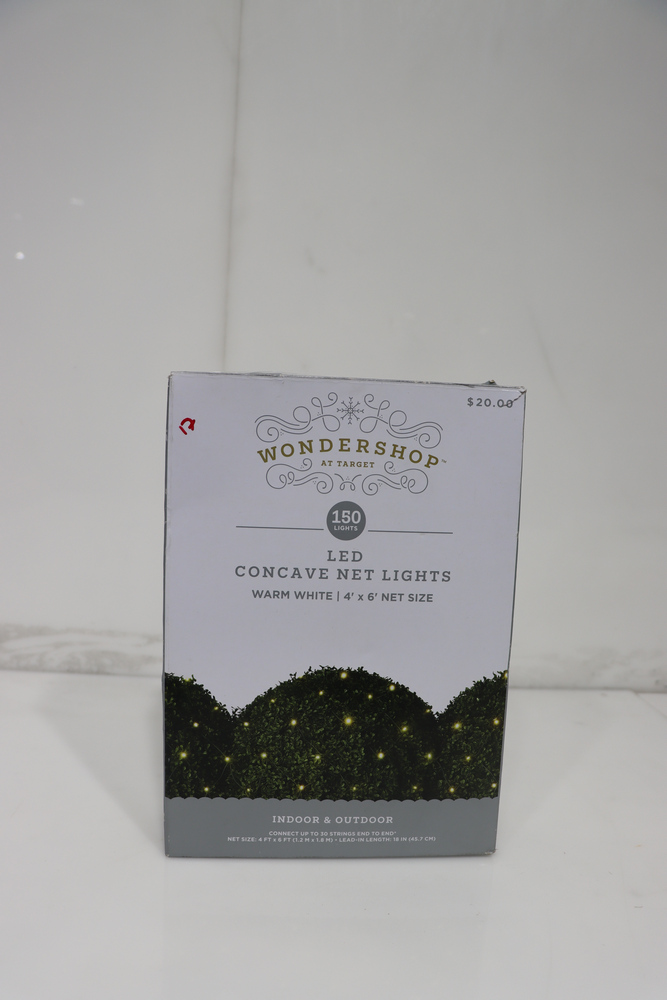 $20.00
WONDERSHOP™
AT TARGET
150
LIGHTS
LED
CONCAVE NET LIGHTS
WARM WHITE | 4' x 6' NET SIZE
INDOOR & OUTDOOR
CONNECT UP TO 30 STRINGS END TO END*
NET SIZE: 4 FT x 6 FT (1.2 M x 1.8 M) • LEAD-IN LENGTH: 18 IN (45.7 CM)